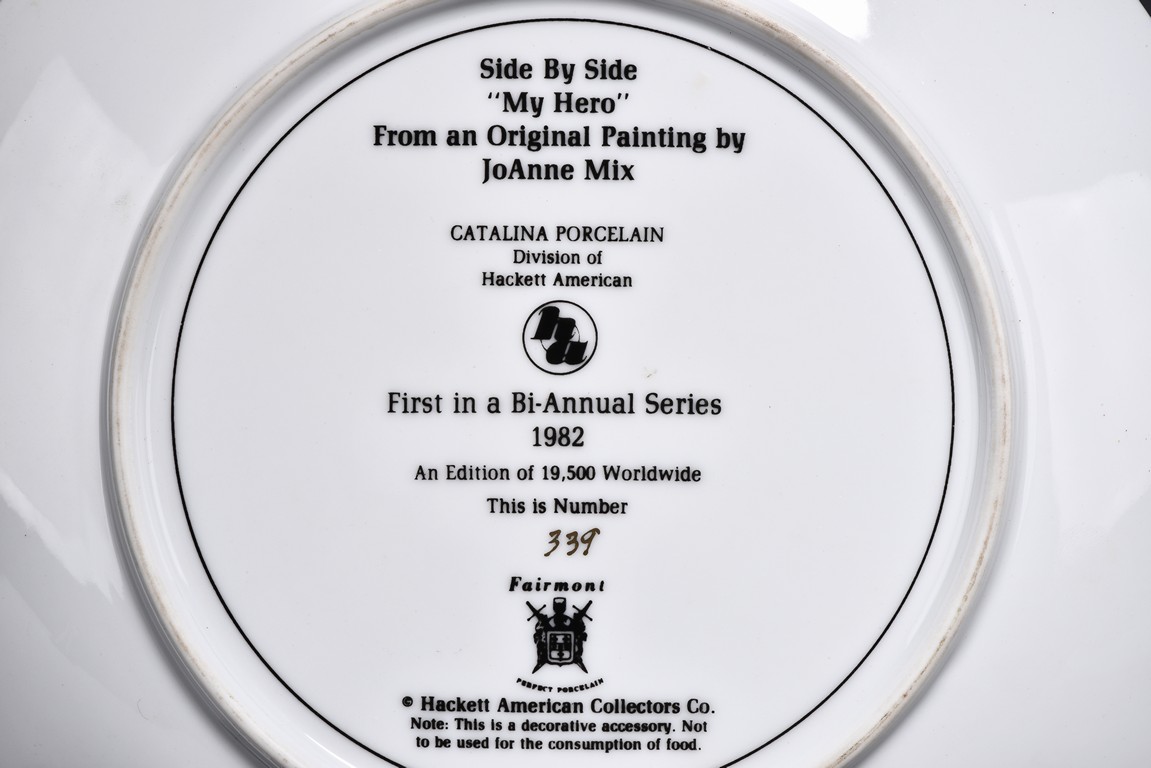 Side By Side
"My Hero"
From an Original Painting by
JoAnne Mix
CATALINA PORCELAIN
Division of
Hackett American
ha
First in a Bi-Annual Series
1982
An Edition of 19,500 Worldwide
This is Number
339
Fairmont
PERFECT PORCELAIN
© Hackett American Collectors Co.
Note: This is a decorative accessory. Not
to be used for the consumption of food.